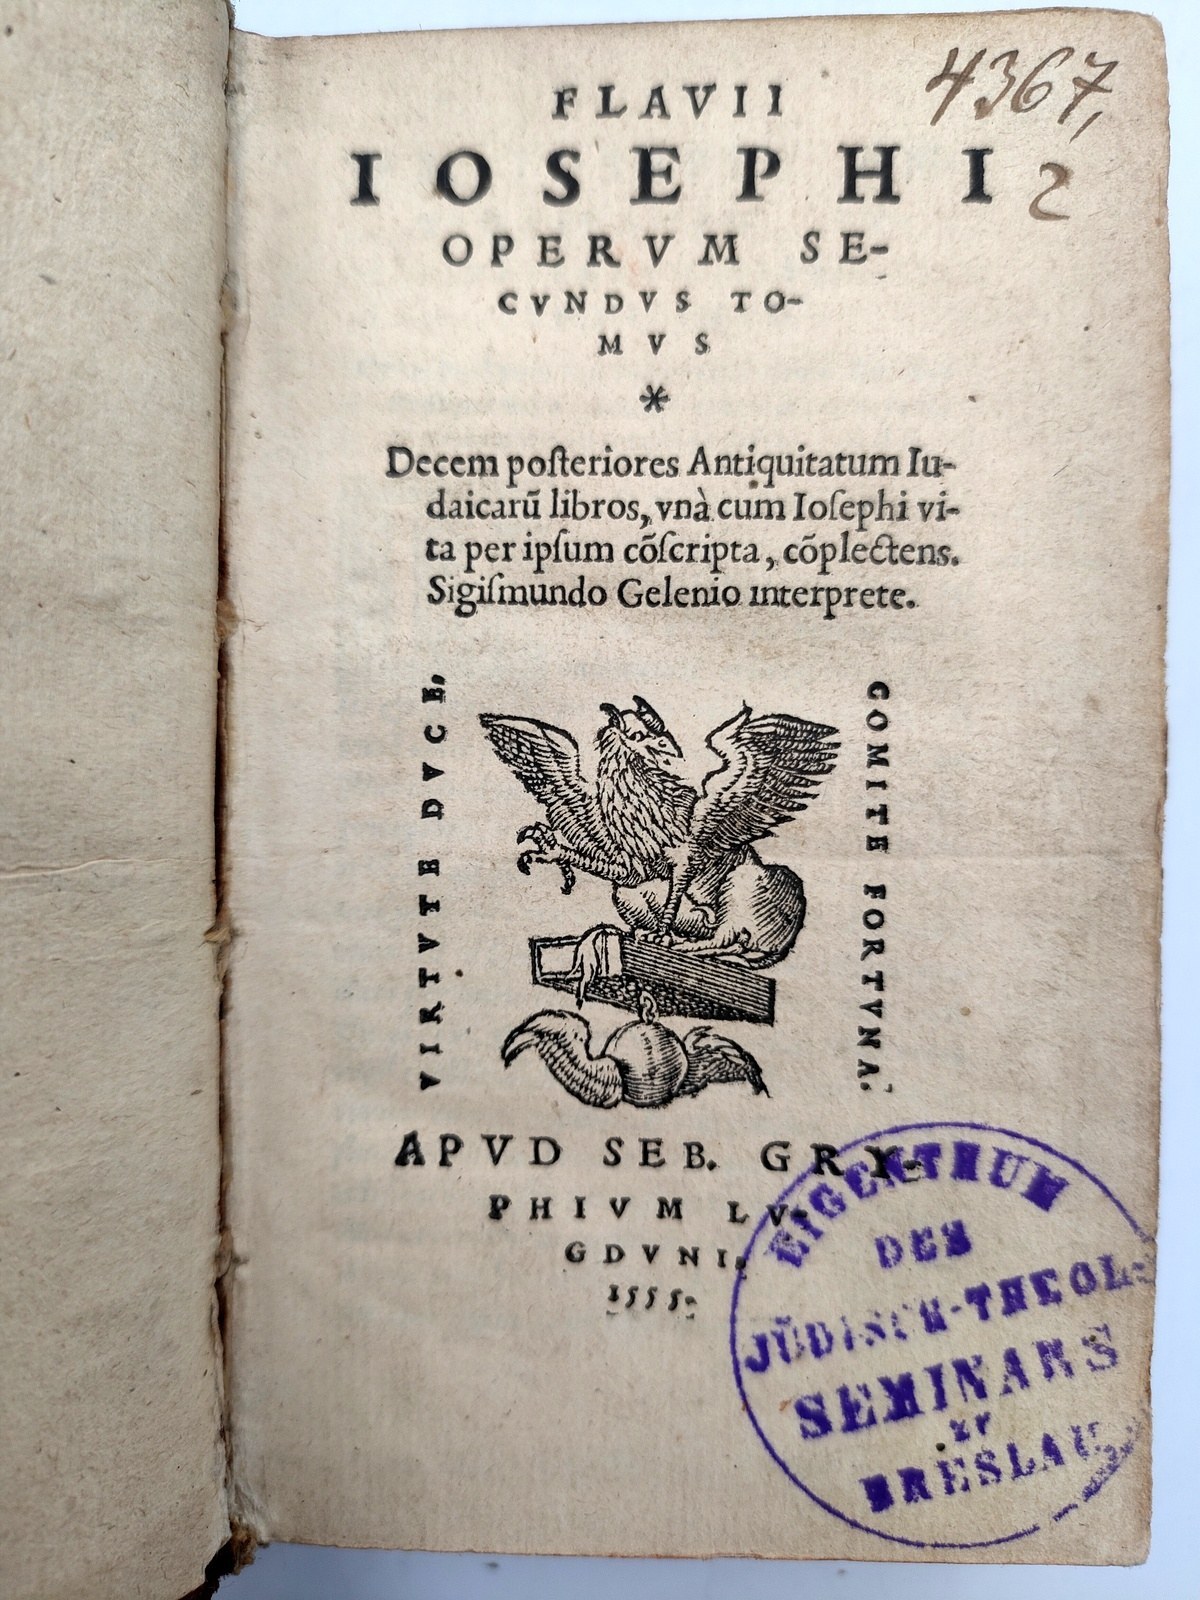 4367,
2
FLAVII
IOSEPHI
OPERVM SE-
CVNDVS TO-
MVS
*
Decem poſteriores Antiquitatum Iu-
daicarũ libros, vnà cum Ioſephi vi-
ta per ipſum cõſcripta, cõplectens.
Sigiſmundo Gelenio interprete.
VIRTVTE DVCE,
COMITE FORTVNA.
APVD SEB. GRY-
PHIVM LV-
GDVNI,
1555.
EIGENTHUM
DES
JÜDISCH-THEOL:
SEMINARS
zu
BRESLAU